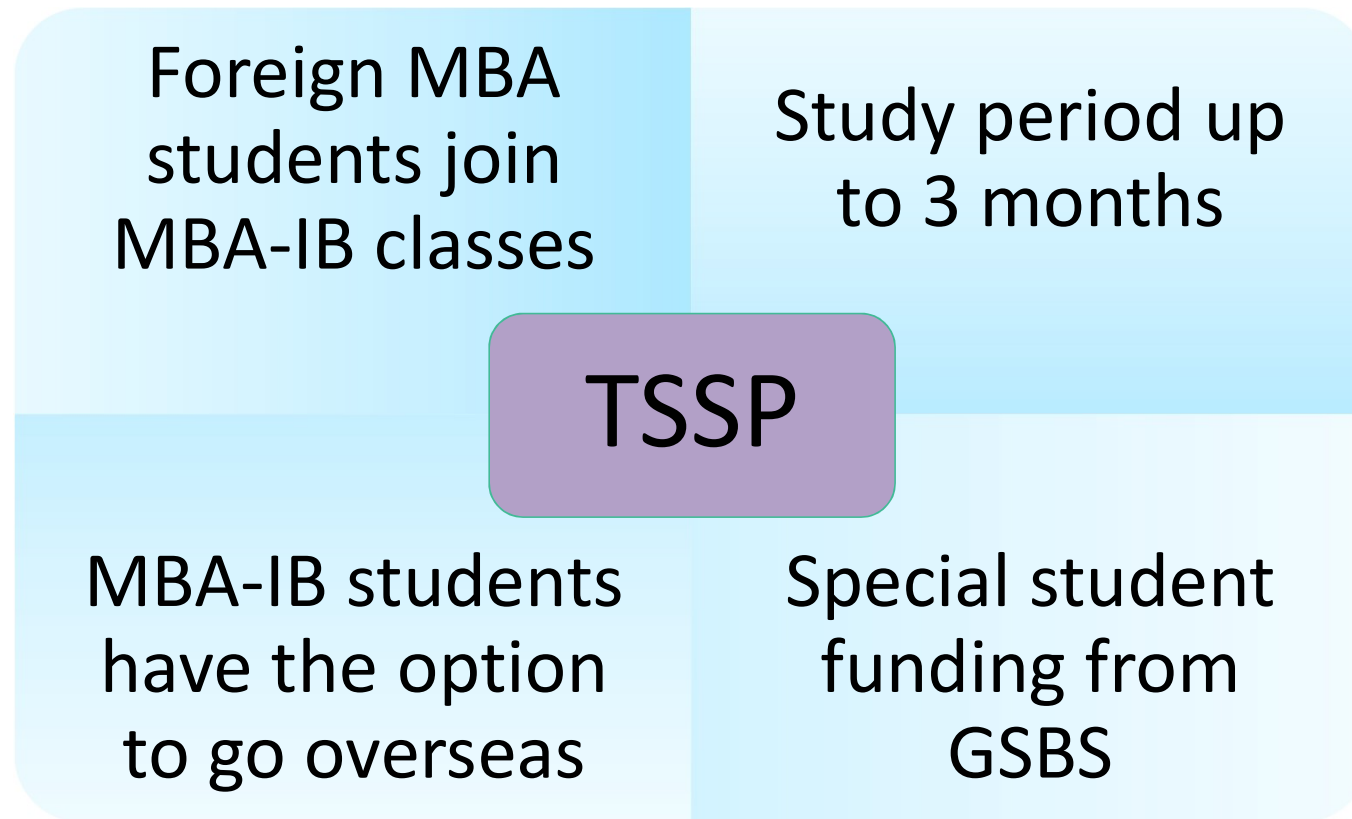 Foreign MBA
students join
MBA-IB classes
Study period up
to 3 months
TSSP
MBA-IB students
have the option
to go overseas
Special student
funding from
GSBS